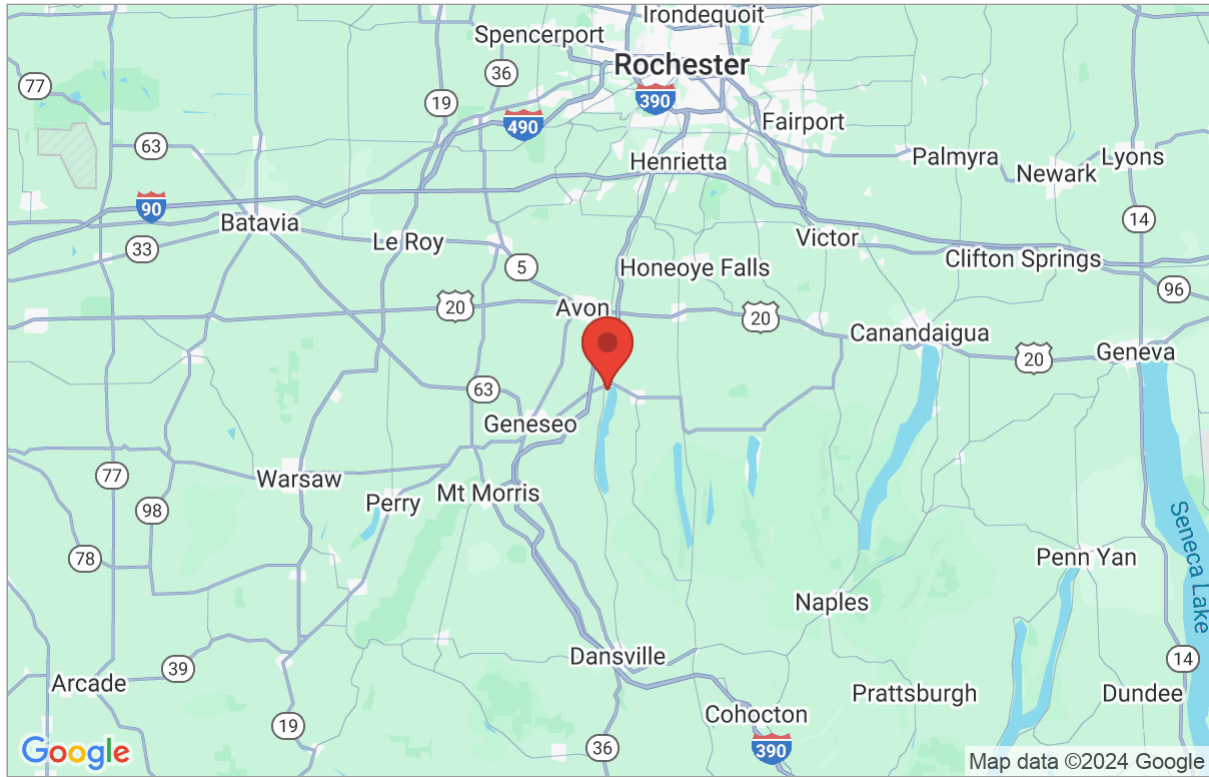 Irondequoit
Spencerport
Rochester
77
36
19
390
490
Fairport
63
Henrietta
Palmyra
Lyons
Newark
90
Batavia
14
33
Le Roy
Victor
5
Honeoye Falls
Clifton Springs
96
20
Avon
20
Canandaigua
20
Geneva
63
Geneseo
77
Warsaw
Mt Morris
Perry
98
Seneca Lake
78
Penn Yan
Naples
39
Dansville
14
Arcade
Prattsburgh
Dundee
19
Cohocton
36
390
Google
Map data ©2024 Google